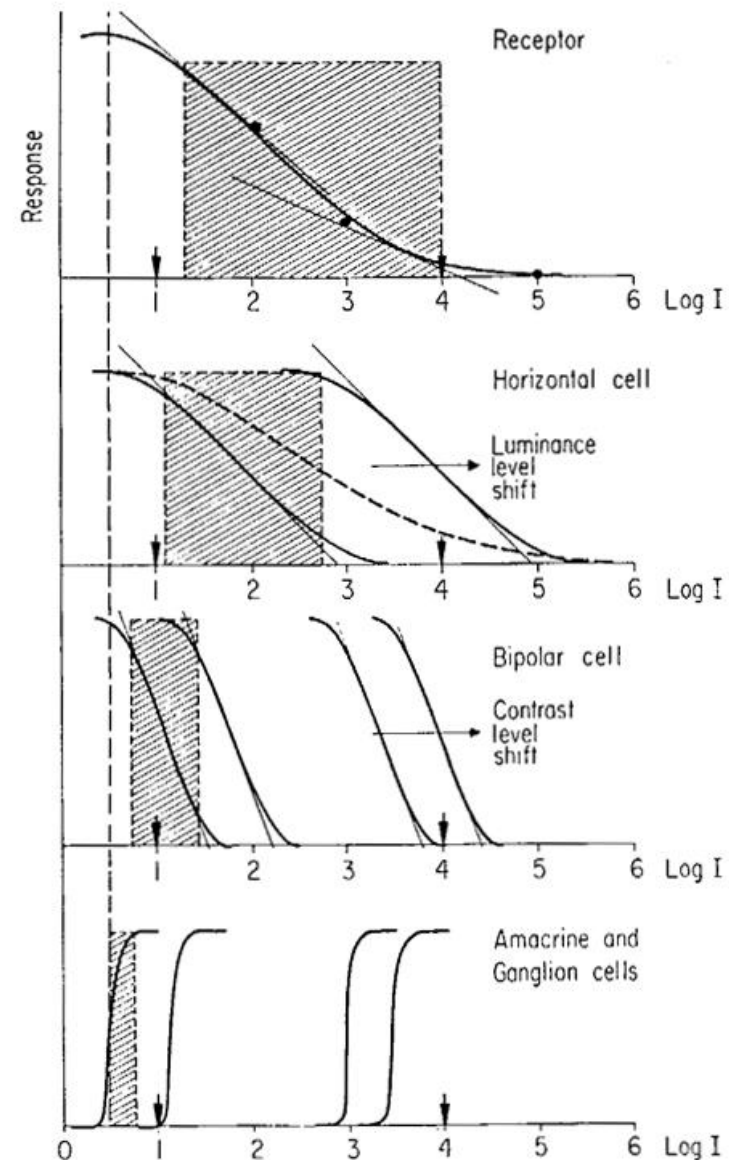 Receptor
Response
1 2 3 4 5 6 Log I
Horizontal cell
Luminance
level
shift
1 2 3 4 5 6 Log I
Bipolar cell
Contrast
level
shift
1 2 3 4 5 6 Log I
Amacrine and
Ganglion cells
0 1 2 3 4 5 6 Log I